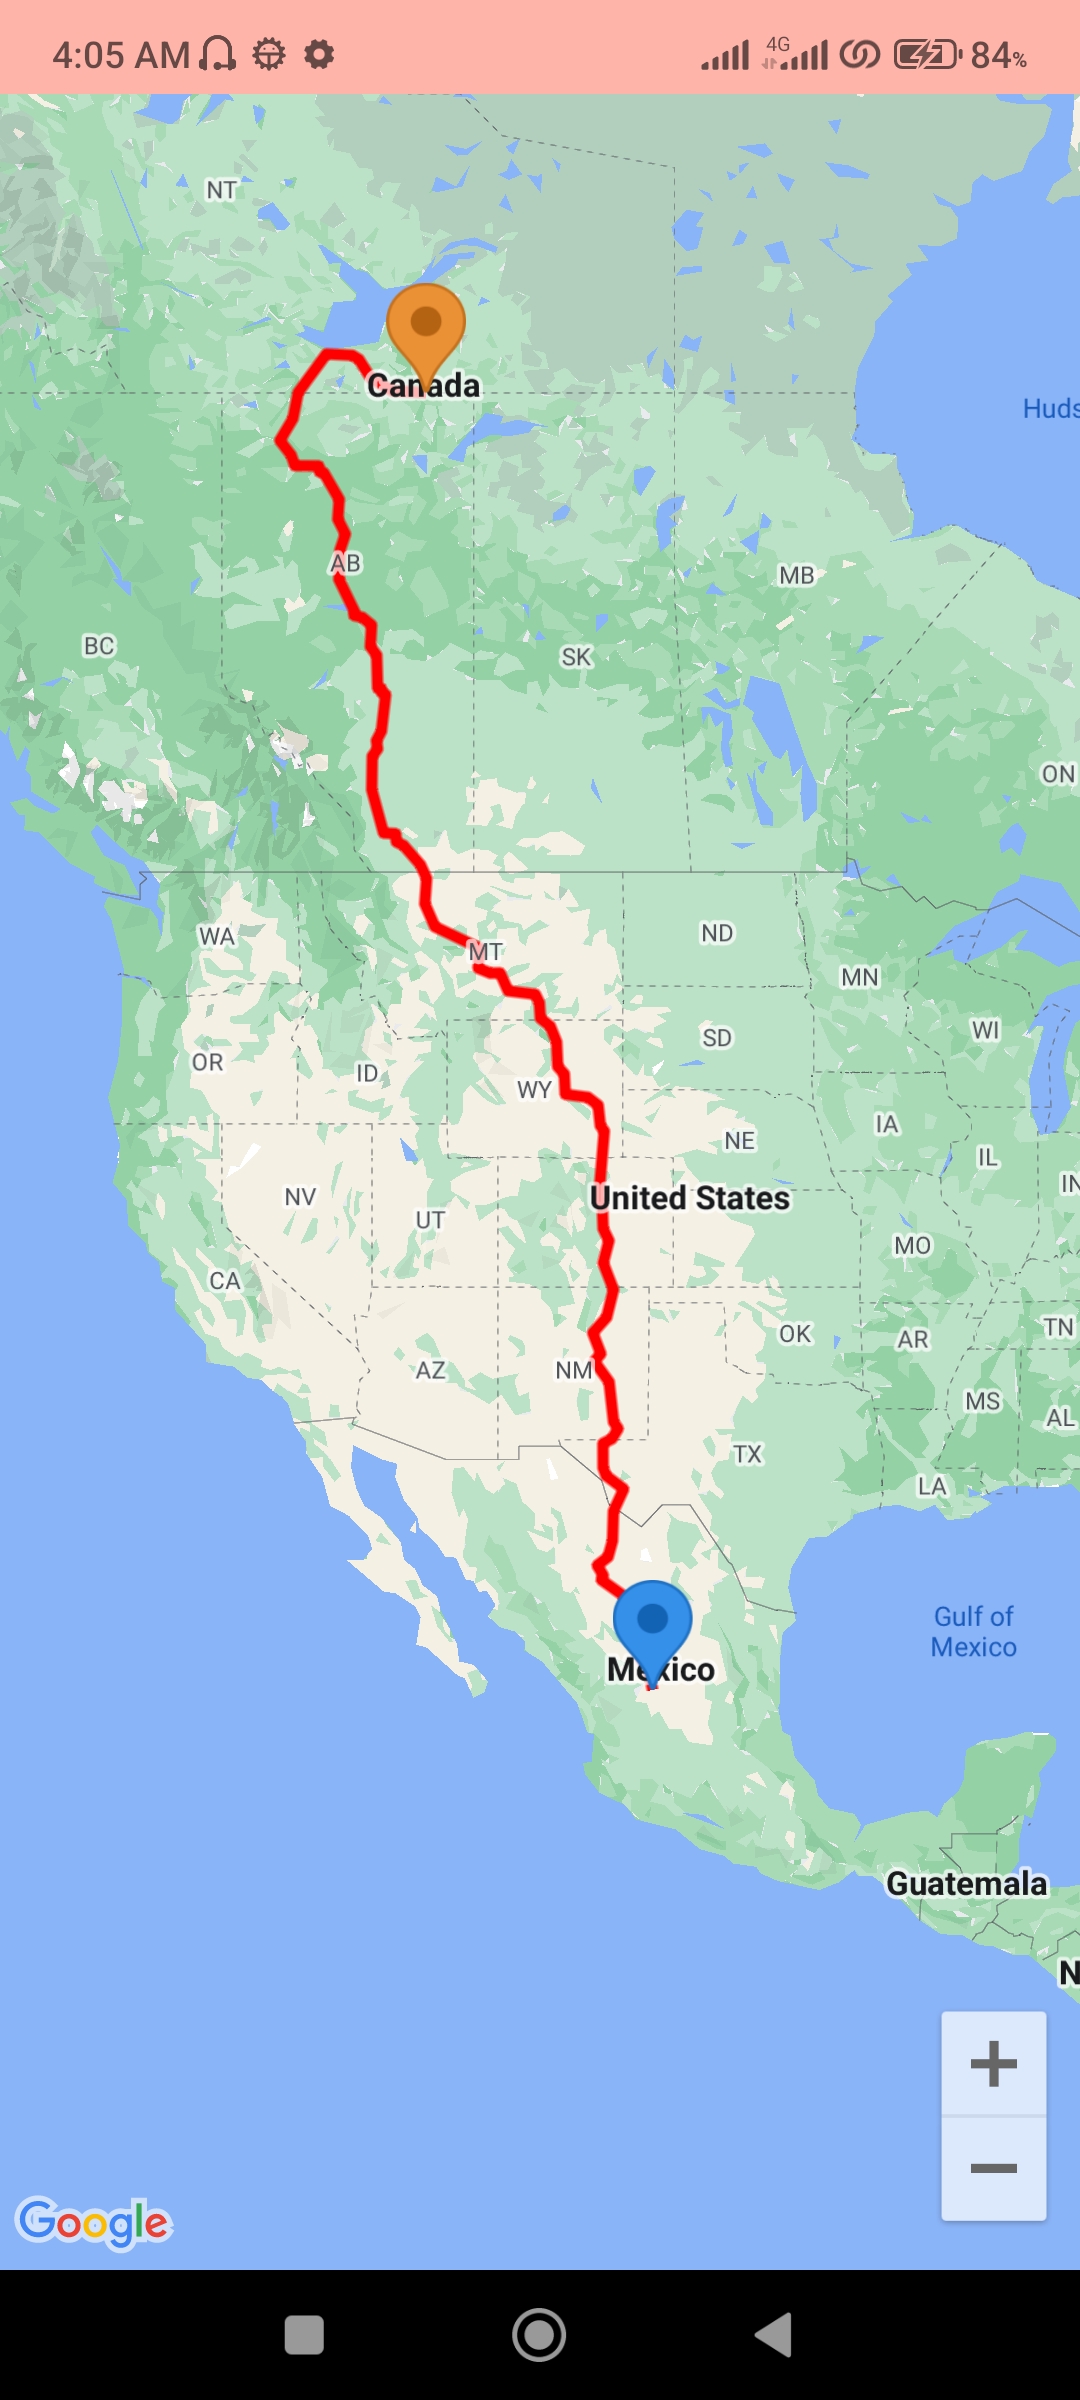 4:05 AM
4G
84%
NT
Canada
Huds
AB
MB
BC
SK
ON
WA
MT
ND
MN
OR
ID
WY
SD
WI
NE
IA
IL
IN
NV
UT
United States
MO
CA
AZ
NM
OK
AR
TN
MS
AL
TX
LA
Gulf of
Mexico
Mexico
Guatemala
N
Google